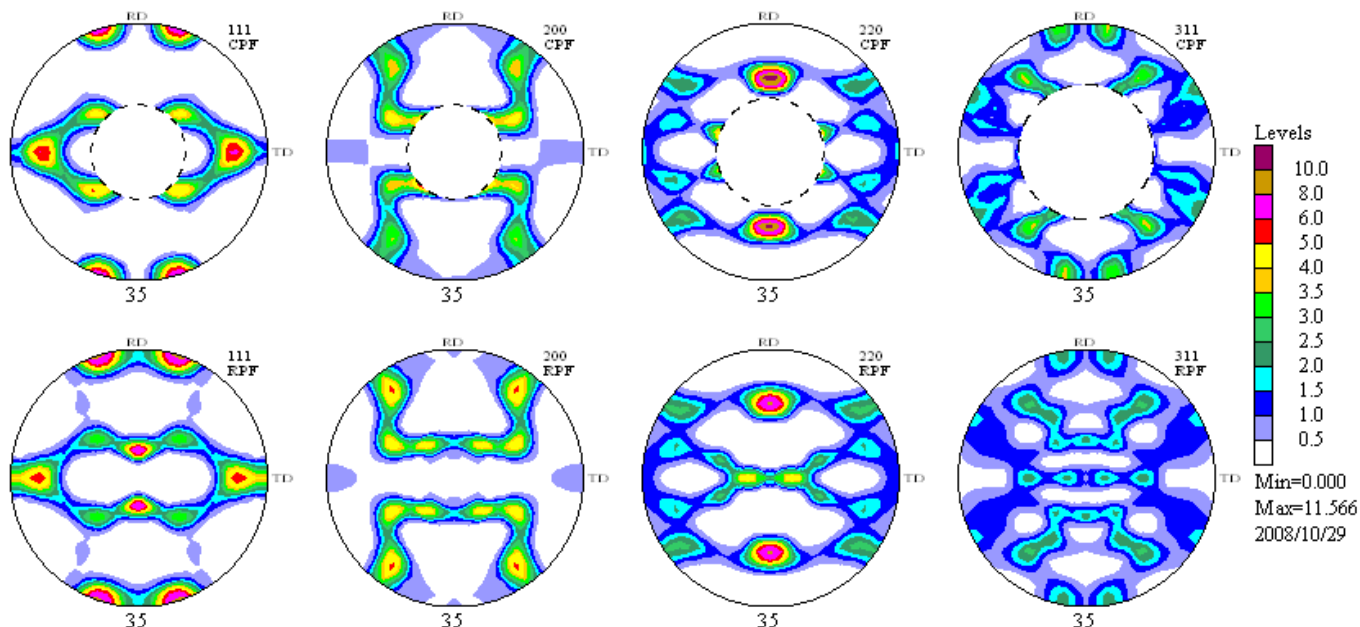 RD
111
CPF
TD
35
RD
200
CPF
TD
35
RD
220
CPF
TD
35
RD
311
CPF
TD
35
RD
111
RPF
TD
35
RD
200
RPF
TD
35
RD
220
RPF
TD
35
RD
311
RPF
TD
35
Levels
10.0
8.0
6.0
5.0
4.0
3.5
3.0
2.5
2.0
1.5
1.0
0.5
Min=0.000
Max=11.566
2008/10/29